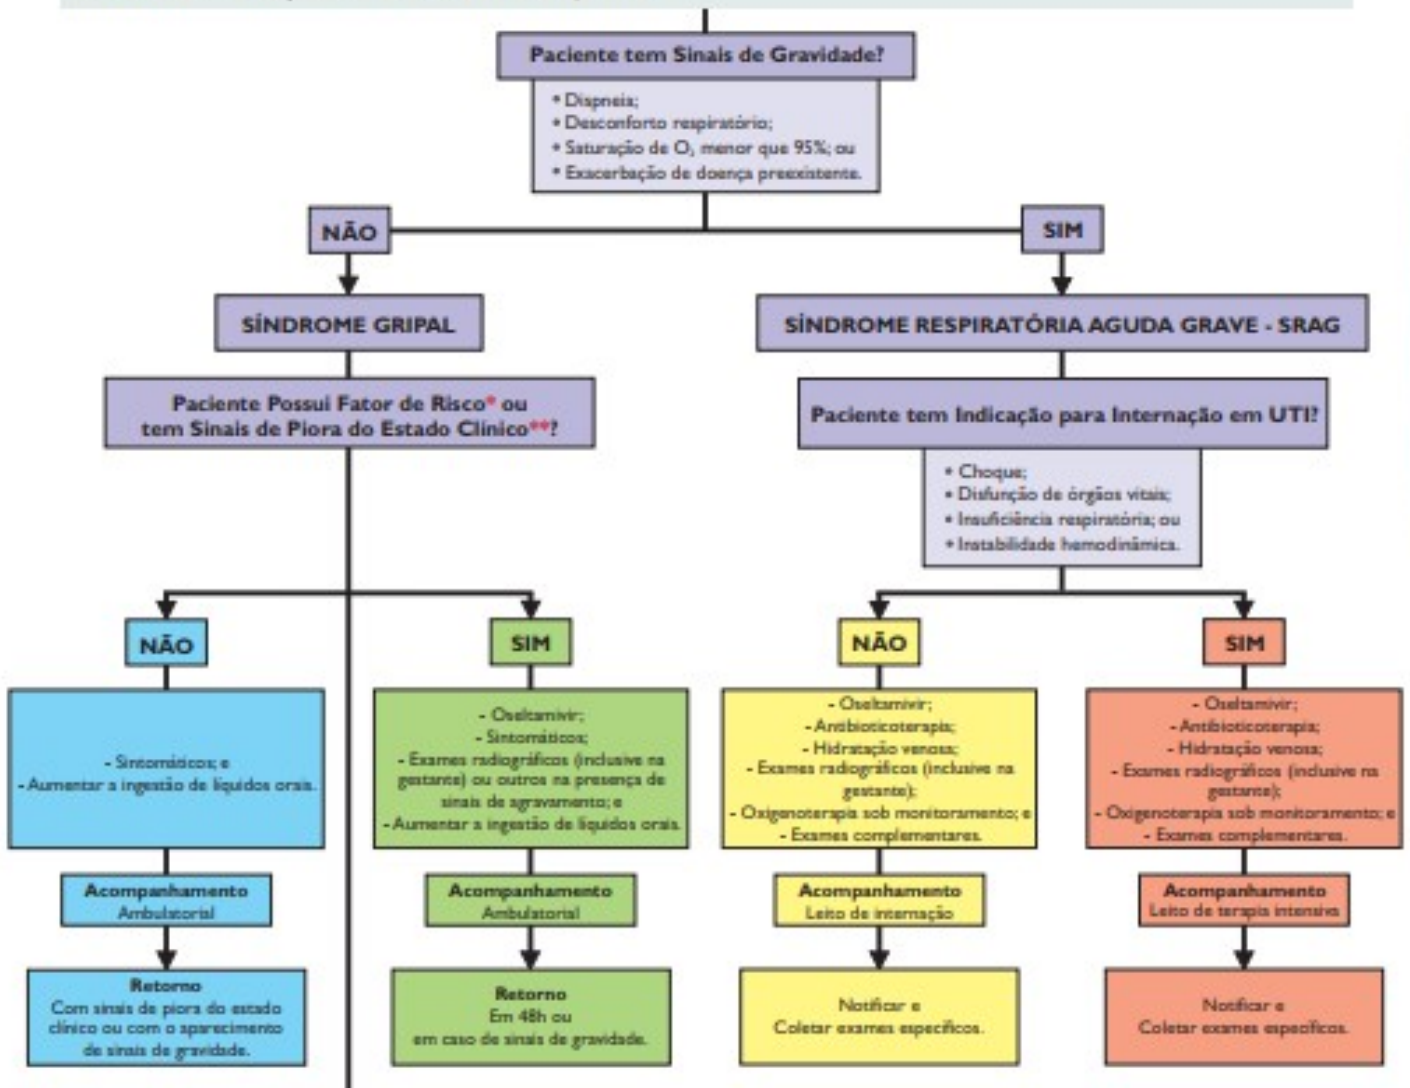 Paciente tem Sinais de Gravidade?
• Dispneia;
• Desconforto respiratório;
• Saturação de O₂ menor que 95%; ou
• Exacerbação de doença preexistente.
NÃO
SIM
SÍNDROME GRIPAL
SÍNDROME RESPIRATÓRIA AGUDA GRAVE - SRAG
Paciente Possui Fator de Risco* ou
tem Sinais de Piora do Estado Clínico**?
Paciente tem Indicação para Internação em UTI?
• Choque;
• Disfunção de órgãos vitais;
• Insuficiência respiratória; ou
• Instabilidade hemodinâmica.
NÃO
- Sintomáticos; e
- Aumentar a ingestão de líquidos orais.
Acompanhamento
Ambulatorial
Retorno
Com sinais de piora do estado
clínico ou com o aparecimento
de sinais de gravidade.
SIM
- Oseltamivir;
- Sintomáticos;
- Exames radiográficos (inclusive na
gestante) ou outros na presença de
sinais de agravamento; e
- Aumentar a ingestão de líquidos orais.
Acompanhamento
Ambulatorial
Retorno
Em 48h ou
em caso de sinais de gravidade.
NÃO
- Oseltamivir;
- Antibioticoterapia;
- Hidratação venosa;
- Exames radiográficos (inclusive na
gestante);
- Oxigenoterapia sob monitoramento; e
- Exames complementares.
Acompanhamento
Leito de internação
Notificar e
Coletar exames específicos.
SIM
- Oseltamivir;
- Antibioticoterapia;
- Hidratação venosa;
- Exames radiográficos (inclusive na
gestante);
- Oxigenoterapia sob monitoramento; e
- Exames complementares.
Acompanhamento
Leito de terapia intensiva
Notificar e
Coletar exames específicos.